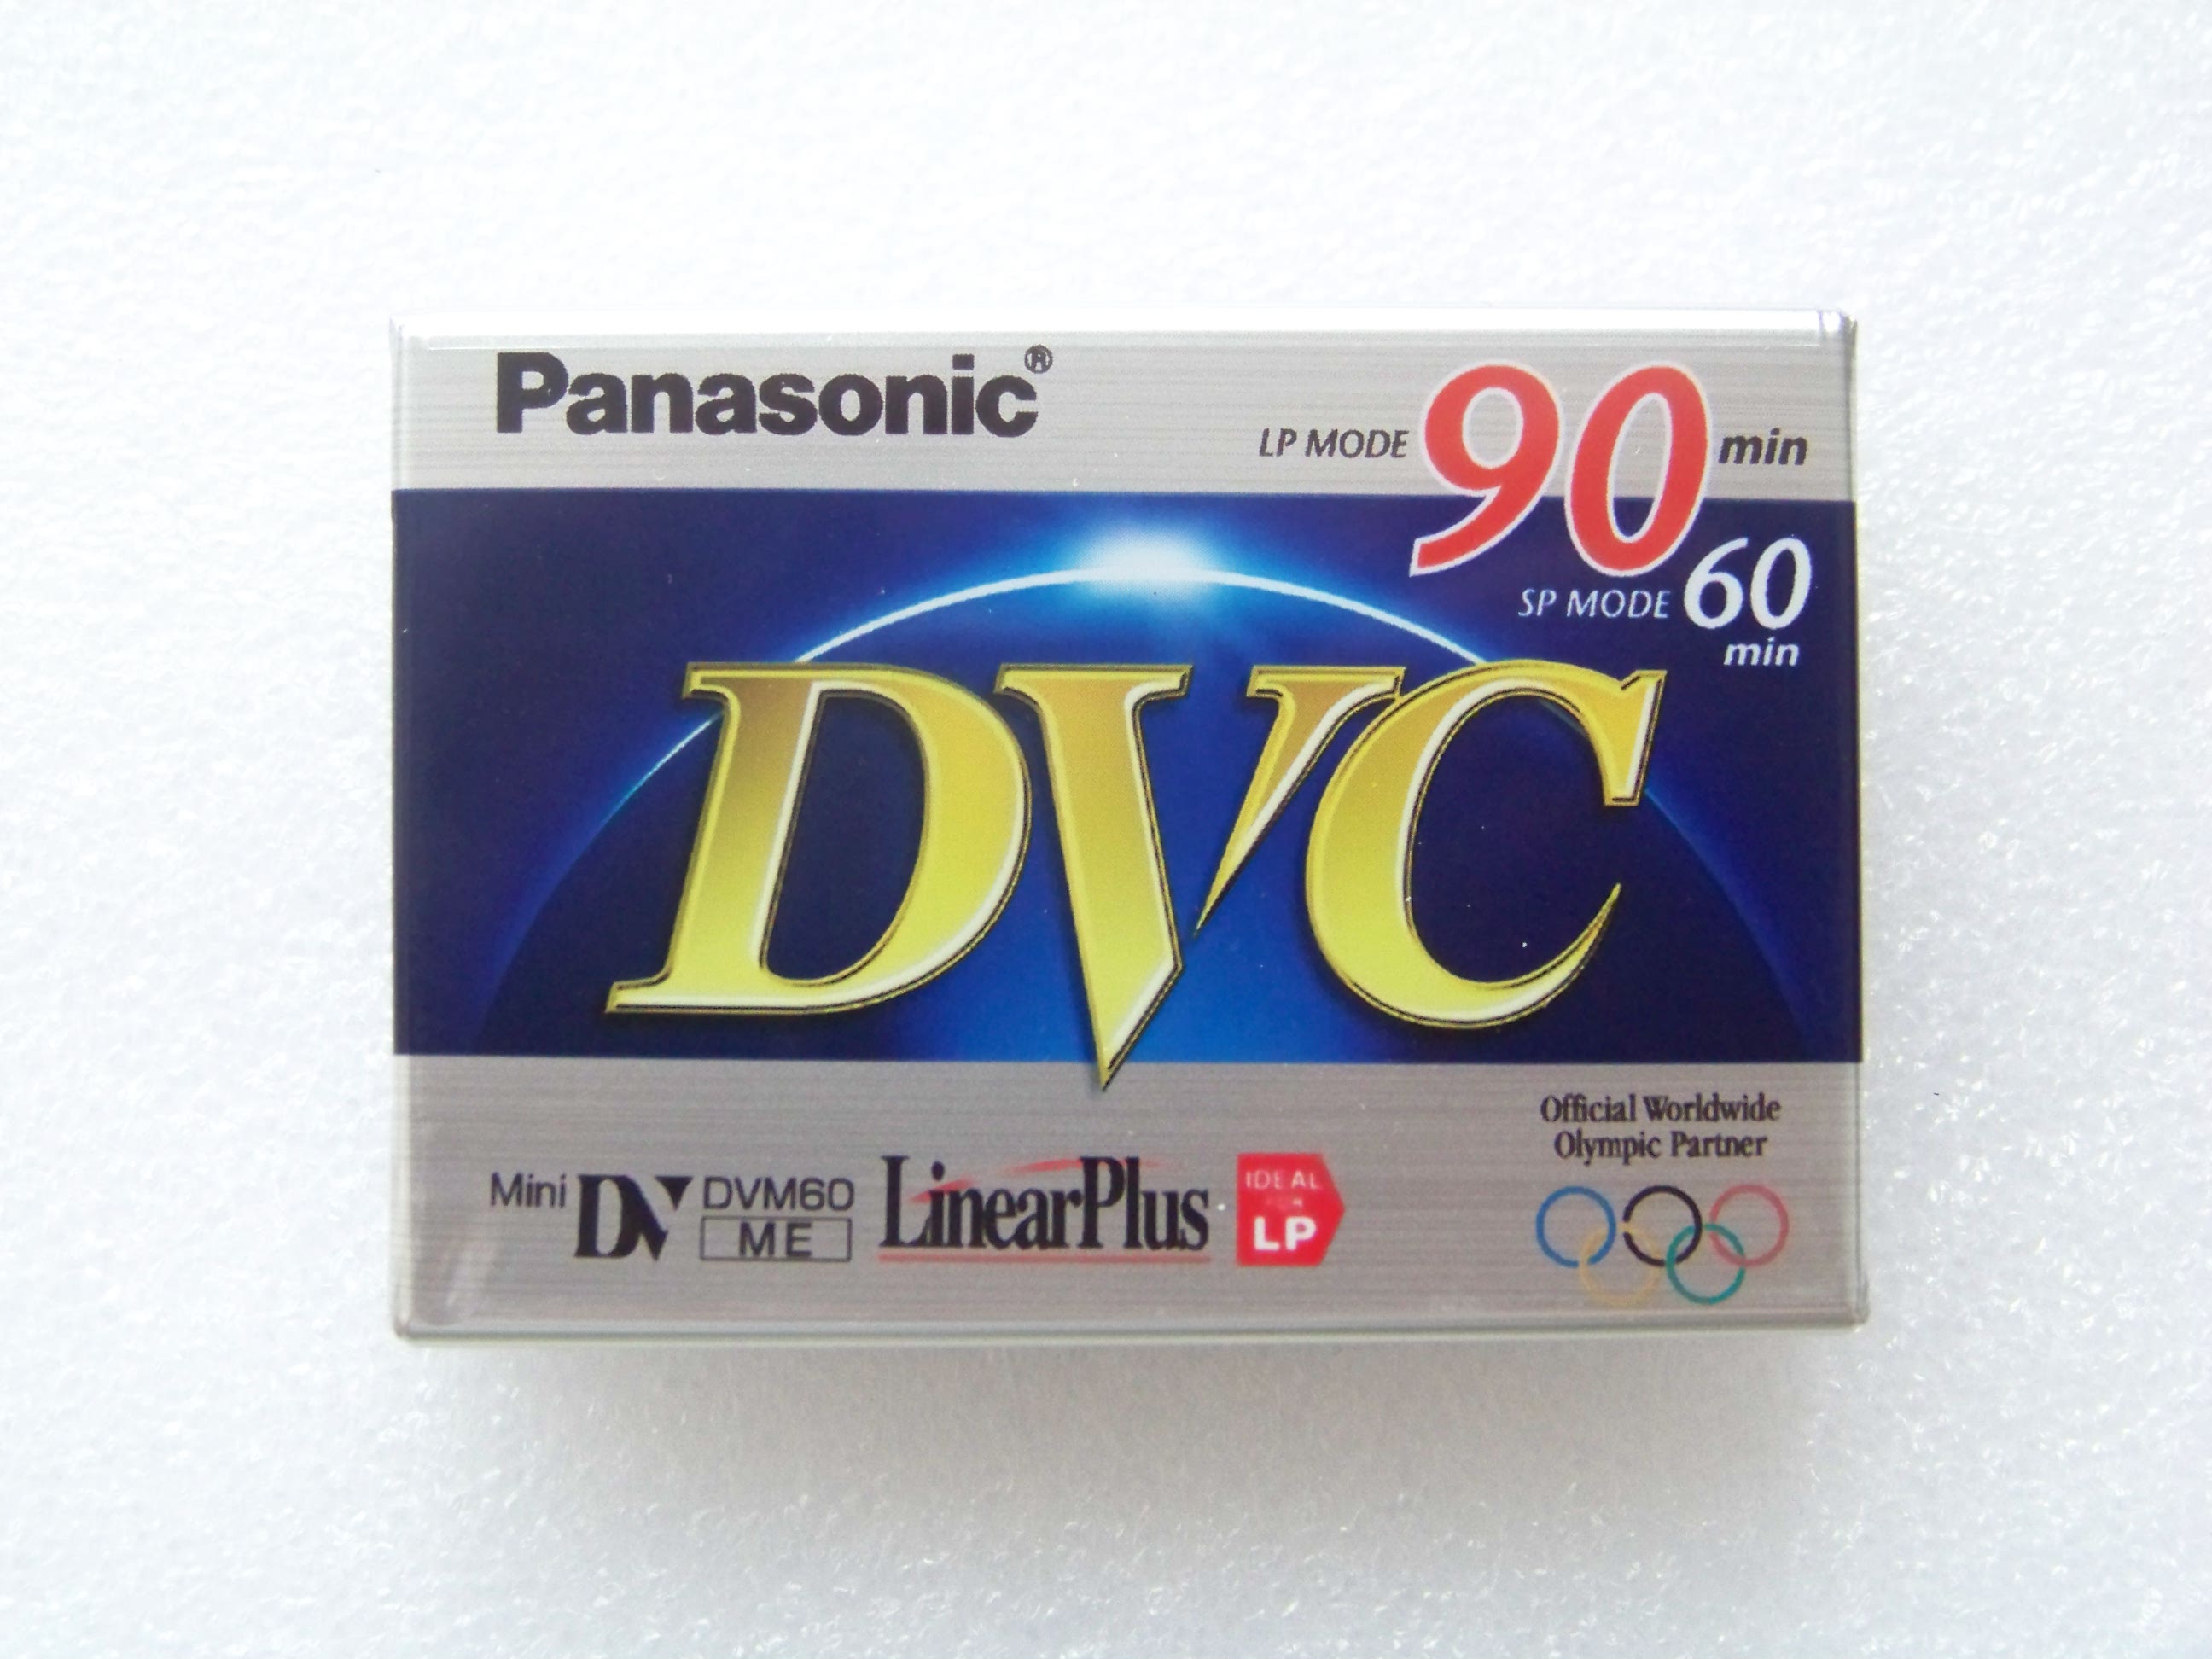 Panasonic®
LP MODE 90 min
SP MODE 60
min
DVC
Official Worldwide
Olympic Partner
Mini DV DVM60
ME
LinearPlus
IDEAL
FOR
LP